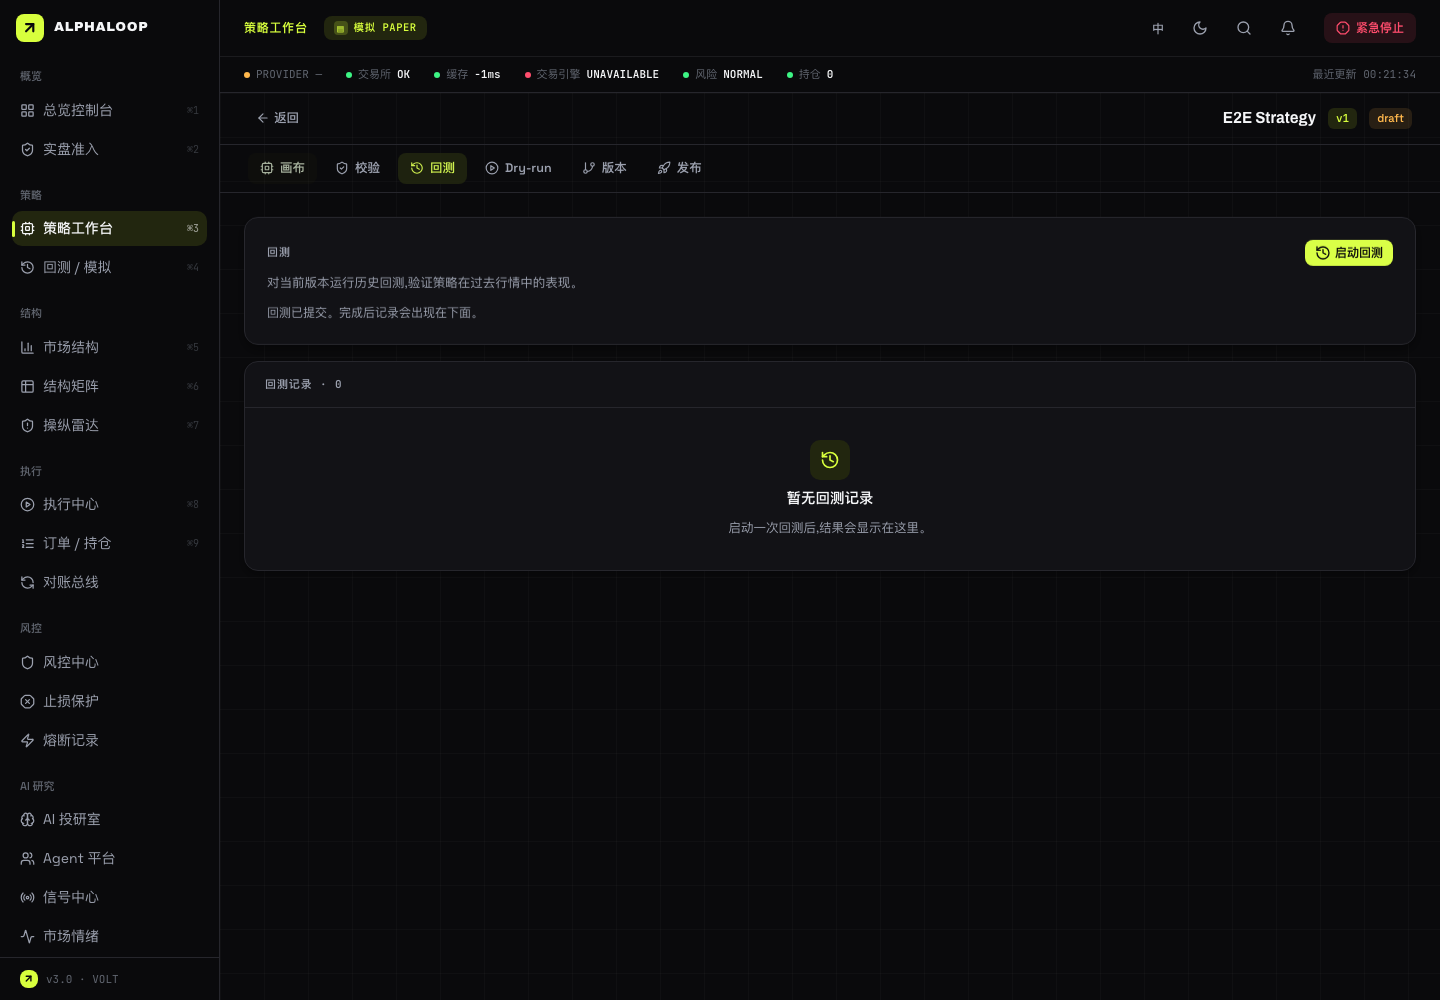 ALPHALOOP
概览
总览控制台 ⌘1
实盘准入 ⌘2
策略
策略工作台 ⌘3
回测 / 模拟 ⌘4
结构
市场结构 ⌘5
结构矩阵 ⌘6
操纵雷达 ⌘7
执行
执行中心 ⌘8
订单 / 持仓 ⌘9
对账总线
风控
风控中心
止损保护
熔断记录
AI 研究
AI 投研室
Agent 平台
信号中心
市场情绪
v3.0 · VOLT
策略工作台 模拟 PAPER 中 紧急停止
PROVIDER — 交易所 OK 缓存 -1ms 交易引擎 UNAVAILABLE 风险 NORMAL 持仓 0 最近更新 00:21:34
返回 E2E Strategy v1 draft
画布 校验 回测 Dry-run 版本 发布
回测 启动回测
对当前版本运行历史回测,验证策略在过去行情中的表现。
回测已提交。完成后记录会出现在下面。
回测记录 · 0
暂无回测记录
启动一次回测后,结果会显示在这里。